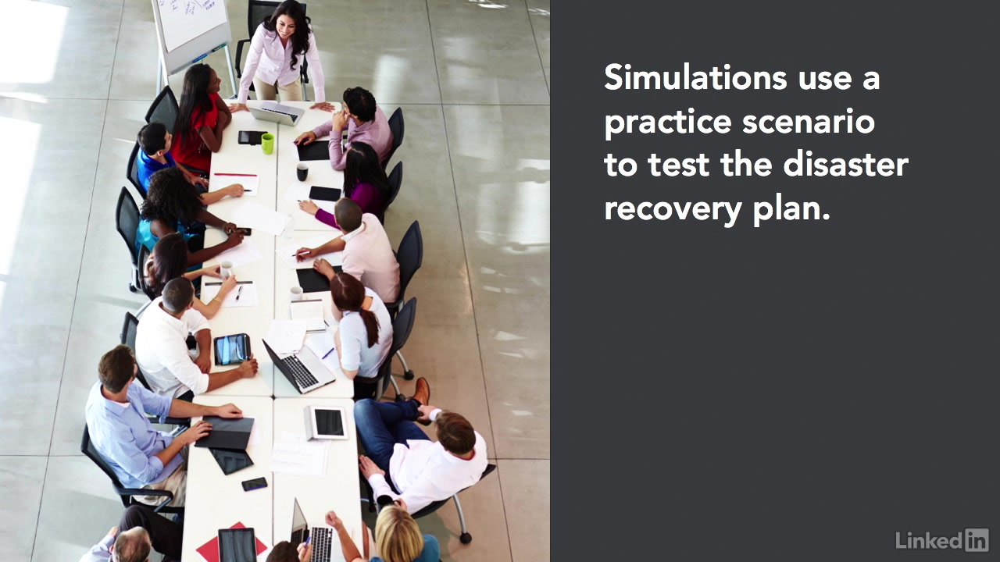 Simulations use a
practice scenario
to test the disaster
recovery plan.
LinkedIn